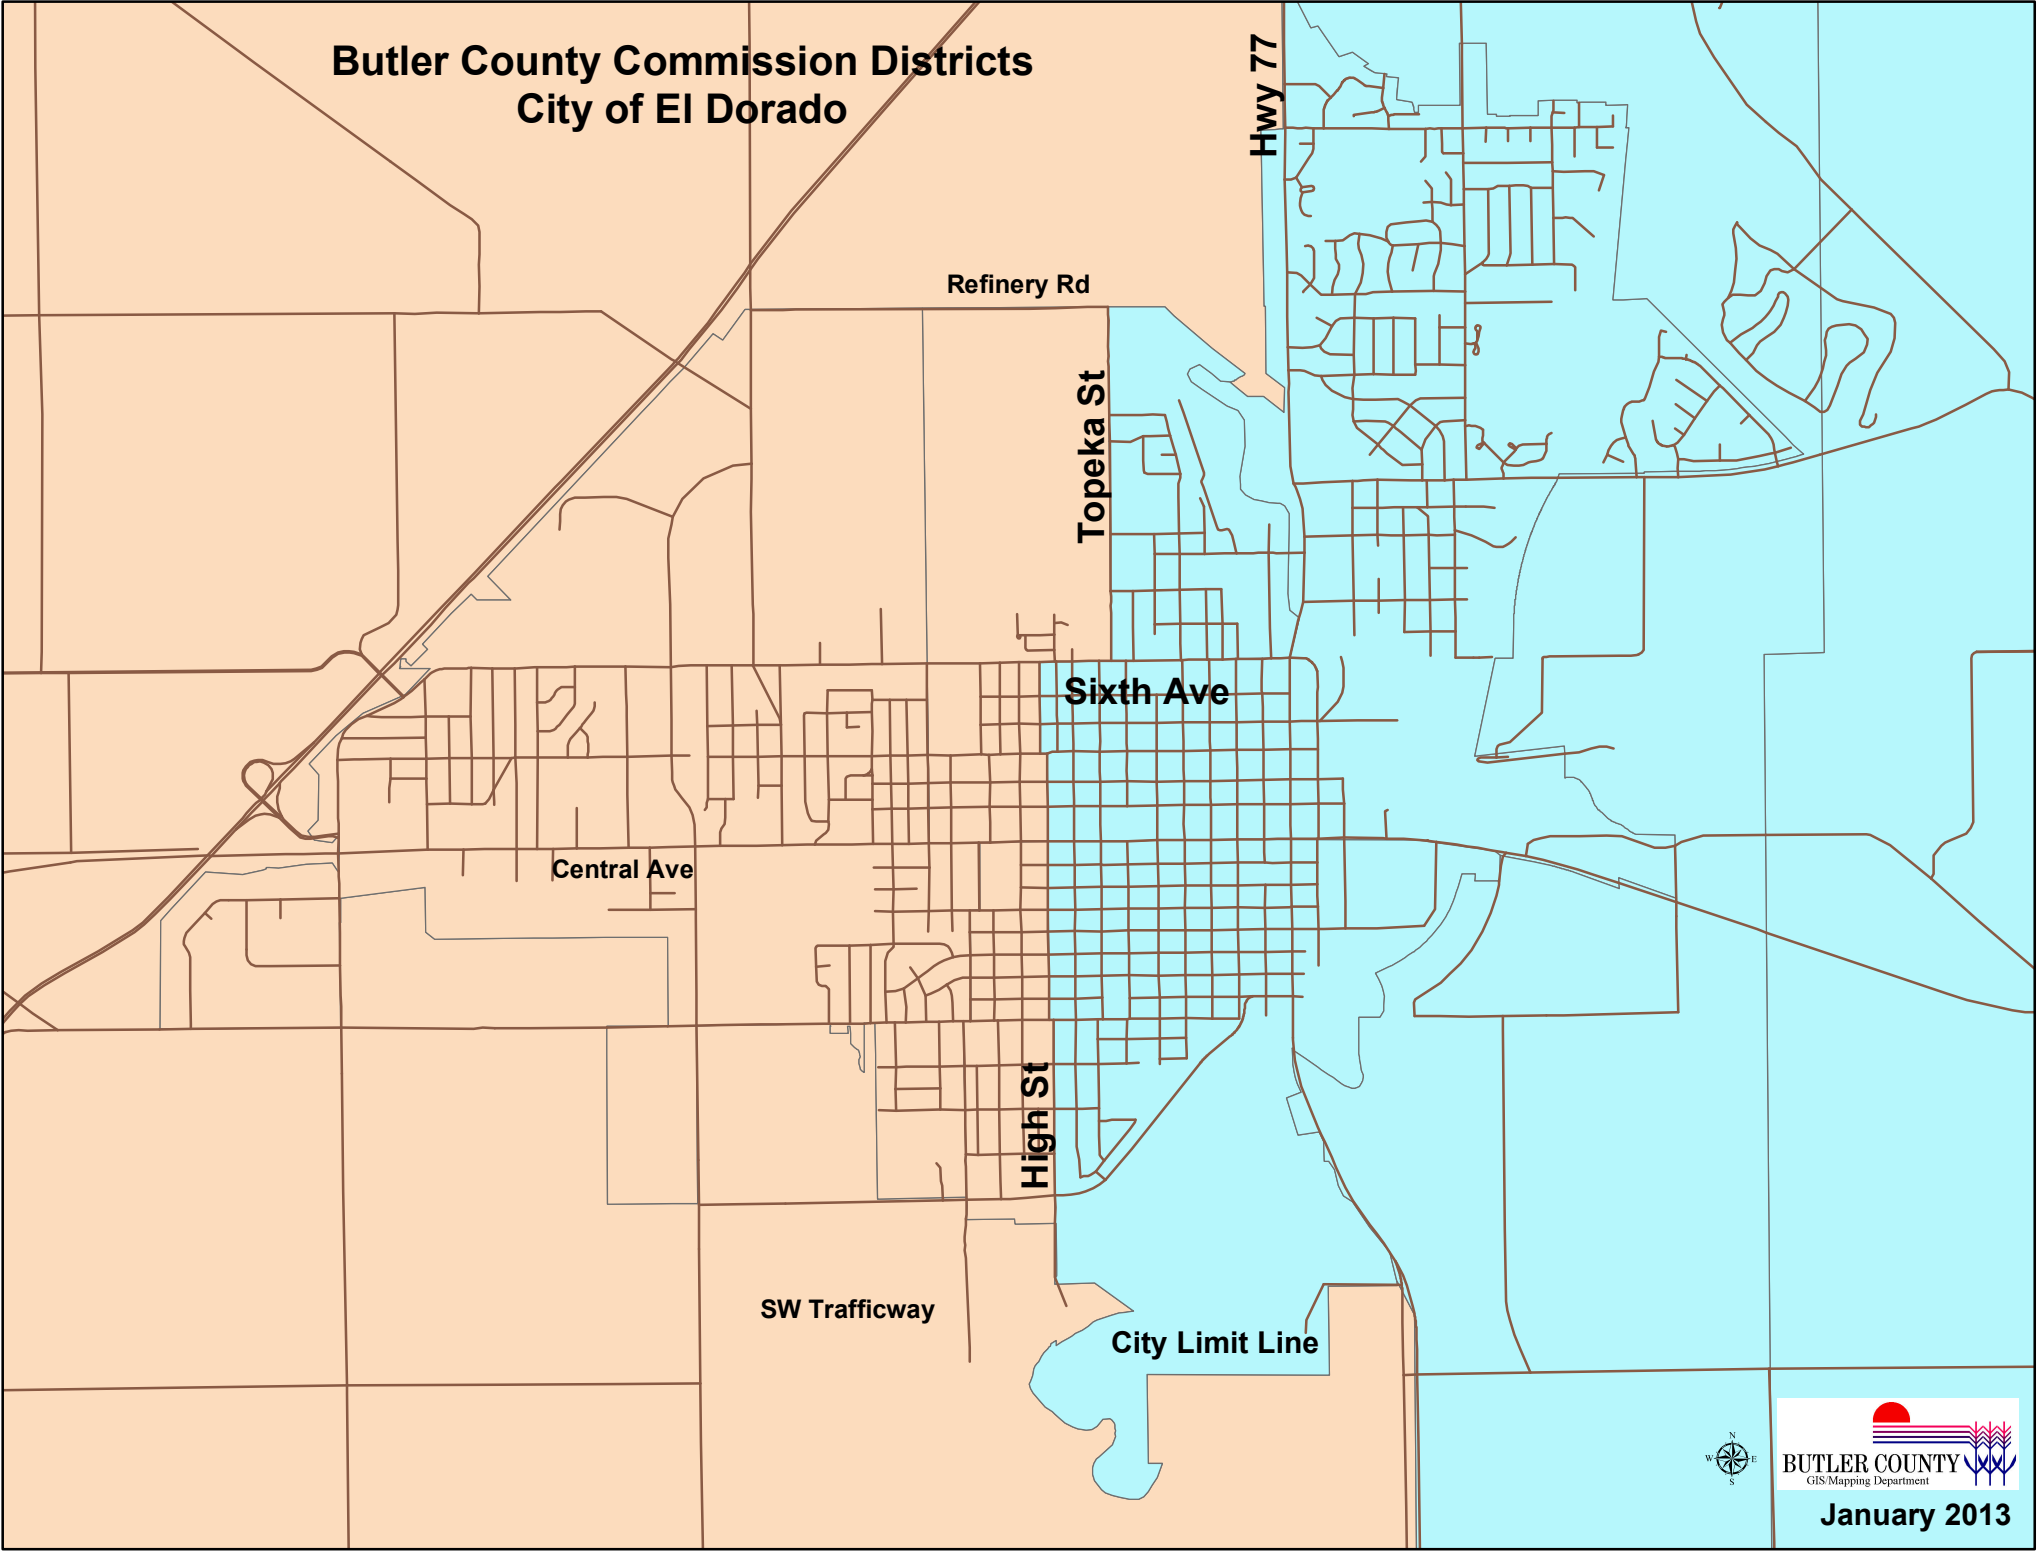 Butler County Commission Districts
City of El Dorado
Hwy 77
Refinery Rd
Topeka St
Sixth Ave
Central Ave
High St
SW Trafficway
City Limit Line
N
W E
S
BUTLER COUNTY
GIS/Mapping Department
January 2013